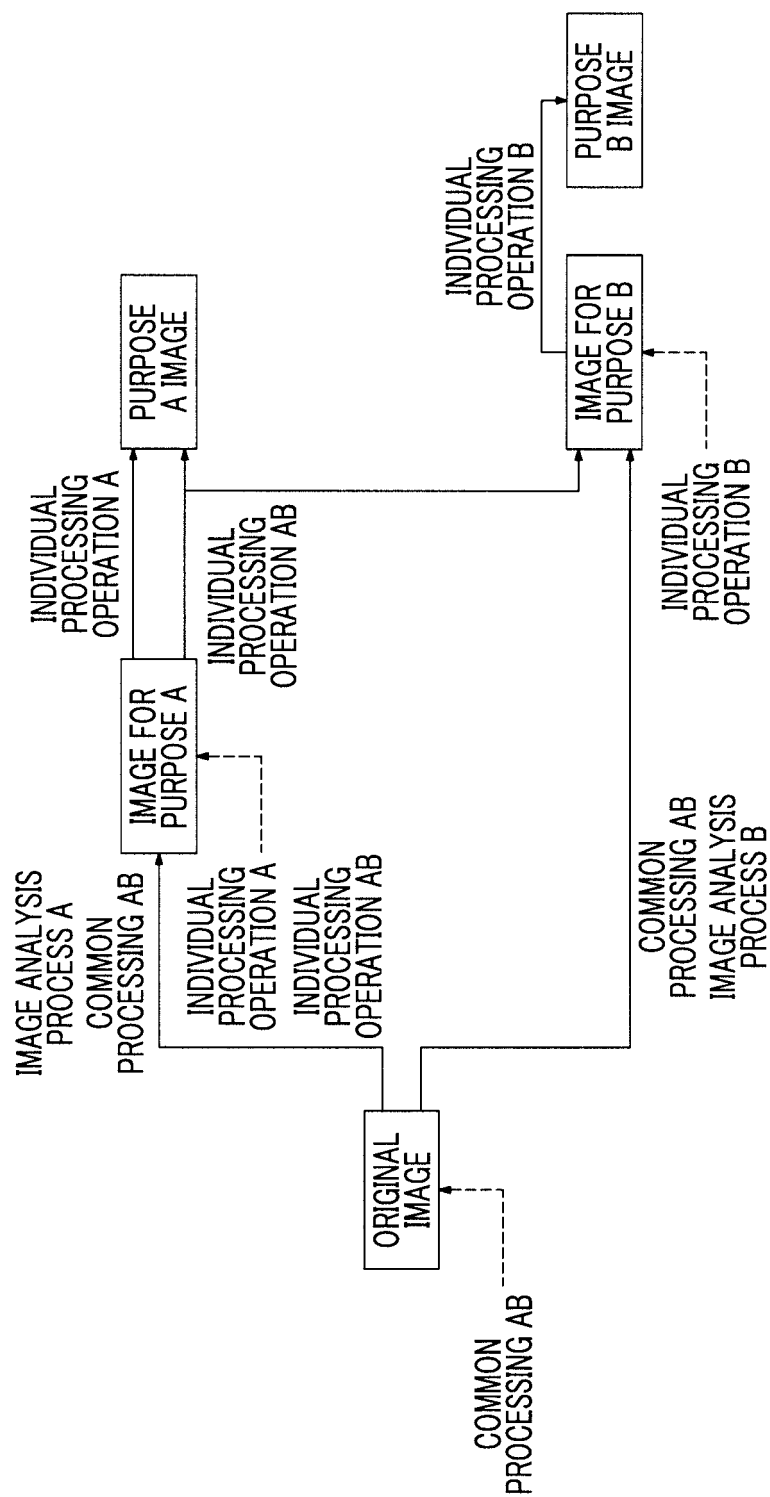 COMMON
PROCESSING AB
ORIGINAL
IMAGE
IMAGE ANALYSIS
PROCESS A
COMMON
PROCESSING AB
INDIVIDUAL
PROCESSING
OPERATION A
INDIVIDUAL
PROCESSING
OPERATION AB
IMAGE FOR
PURPOSE A
INDIVIDUAL
PROCESSING
OPERATION A
INDIVIDUAL
PROCESSING
OPERATION AB
PURPOSE
A IMAGE
COMMON
PROCESSING AB
IMAGE ANALYSIS
PROCESS B
INDIVIDUAL
PROCESSING
OPERATION B
IMAGE FOR
PURPOSE B
INDIVIDUAL
PROCESSING
OPERATION B
PURPOSE
B IMAGE